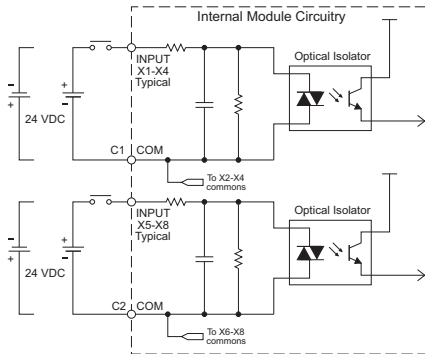 Internal Module Circuitry
INPUT
X1-X4
Typical
Optical Isolator
-
+
+
-
24 VDC
C1
COM
To X2-X4
commons
INPUT
X5-X8
Typical
Optical Isolator
-
+
+
-
24 VDC
C2
COM
To X6-X8
commons